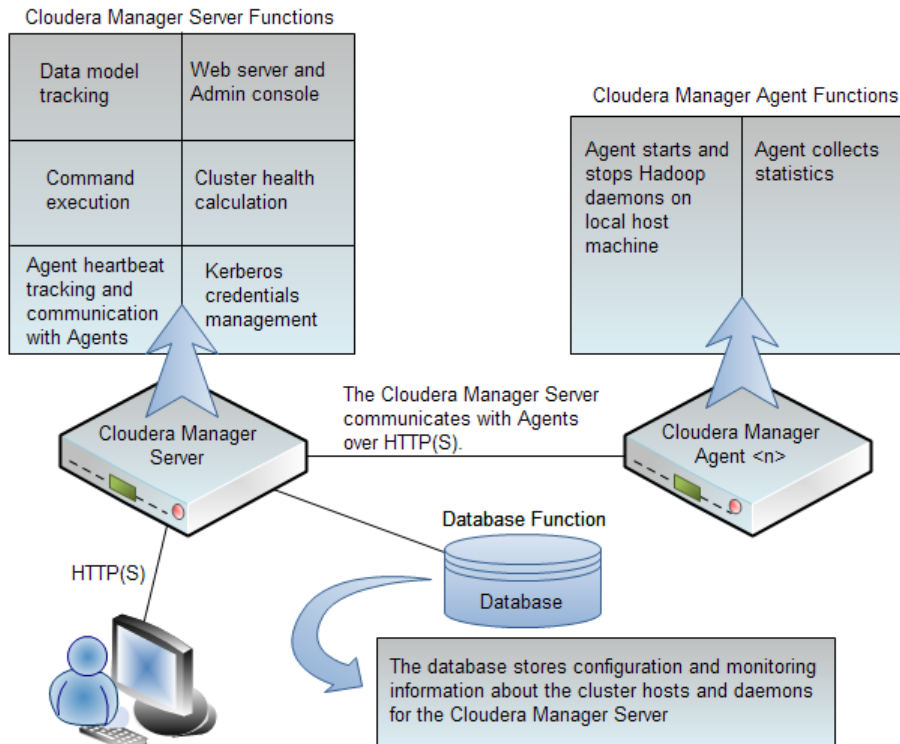 Cloudera Manager Server Functions
Data model
tracking
Web server and
Admin console
Command
execution
Cluster health
calculation
Agent heartbeat
tracking and
communication
with Agents
Kerberos
credentials
management
Cloudera Manager Agent Functions
Agent starts and
stops Hadoop
daemons on
local host
machine
Agent collects
statistics
The Cloudera Manager Server
communicates with Agents
over HTTP(S).
Cloudera Manager
Server
Cloudera Manager
Agent <n>
Database Function
Database
HTTP(S)
The database stores configuration and monitoring
information about the cluster hosts and daemons
for the Cloudera Manager Server